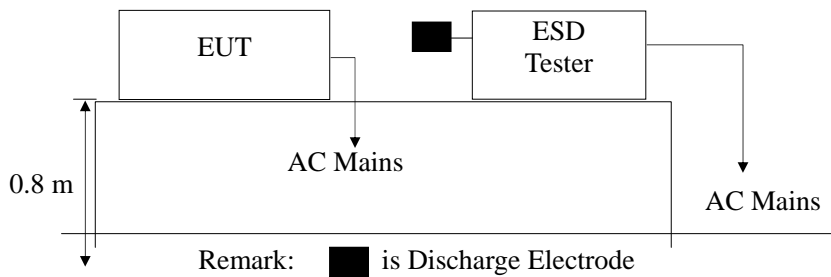 EUT
ESD
Tester
AC Mains
0.8 m
AC Mains
Remark: is Discharge Electrode